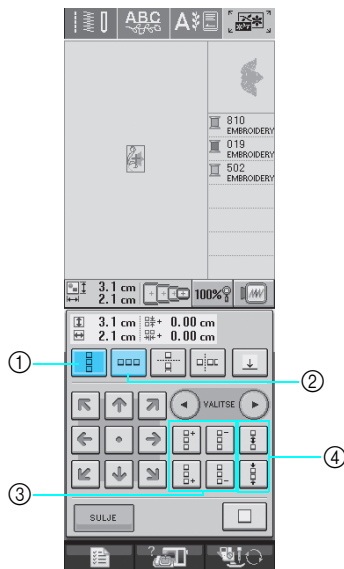 ABC
A
810
EMBROIDERY
019
EMBROIDERY
502
EMBROIDERY
3.1 cm
2.1 cm
100%
3.1 cm + 0.00 cm
2.1 cm + 0.00 cm
①
②
VALITSE
③
④
SULJE
?